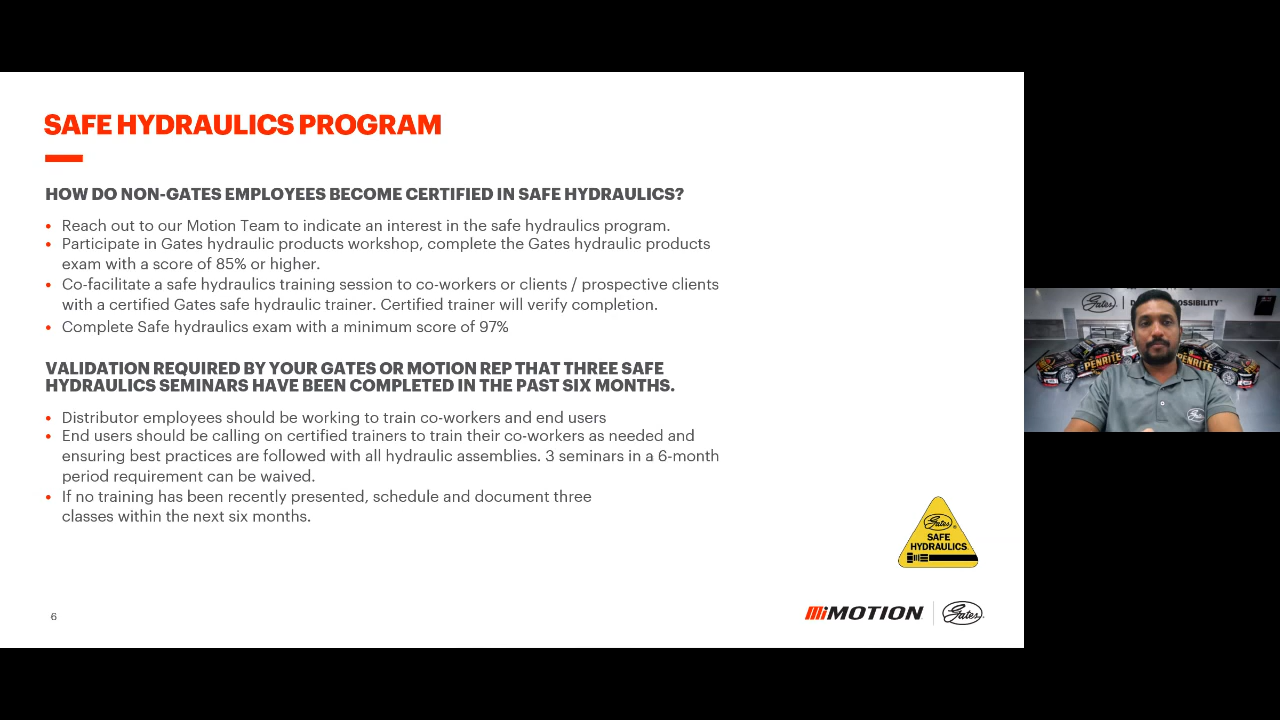 SAFE HYDRAULICS PROGRAM
HOW DO NON-GATES EMPLOYEES BECOME CERTIFIED IN SAFE HYDRAULICS?
• Reach out to our Motion Team to indicate an interest in the safe hydraulics program.
• Participate in Gates hydraulic products workshop, complete the Gates hydraulic products
exam with a score of 85% or higher.
• Co-facilitate a safe hydraulics training session to co-workers or clients / prospective clients
with a certified Gates safe hydraulic trainer. Certified trainer will verify completion.
• Complete Safe hydraulics exam with a minimum score of 97%
VALIDATION REQUIRED BY YOUR GATES OR MOTION REP THAT THREE SAFE
HYDRAULICS SEMINARS HAVE BEEN COMPLETED IN THE PAST SIX MONTHS.
• Distributor employees should be working to train co-workers and end users
• End users should be calling on certified trainers to train their co-workers as needed and
ensuring best practices are followed with all hydraulic assemblies. 3 seminars in a 6-month
period requirement can be waived.
• If no training has been recently presented, schedule and document three
classes within the next six months.
Gates®
SAFE
HYDRAULICS
6
MiMOTION
Gates
Gates
PENRITE
PENRITE
Gates